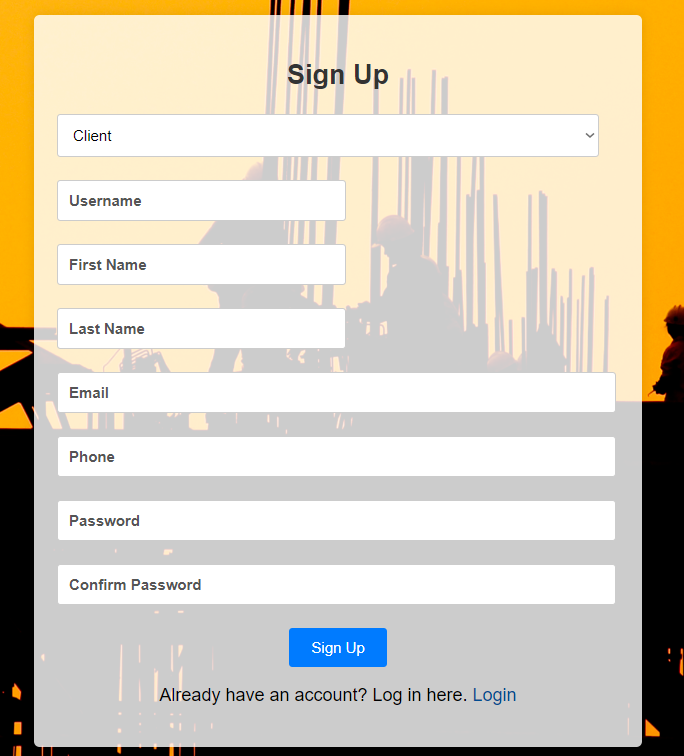 Sign Up
Client
Username
First Name
Last Name
Email
Phone
Password
Confirm Password
Sign Up
Already have an account? Log in here. Login